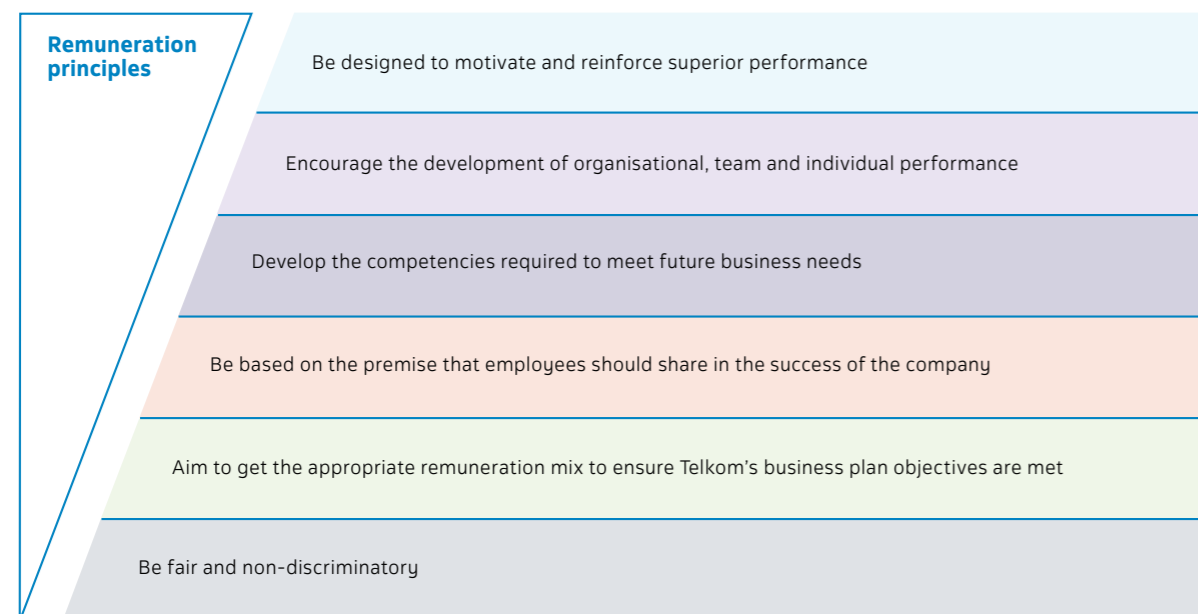 Remuneration
principles
Be designed to motivate and reinforce superior performance
Encourage the development of organisational, team and individual performance
Develop the competencies required to meet future business needs
Be based on the premise that employees should share in the success of the company
Aim to get the appropriate remuneration mix to ensure Telkom’s business plan objectives are met
Be fair and non-discriminatory